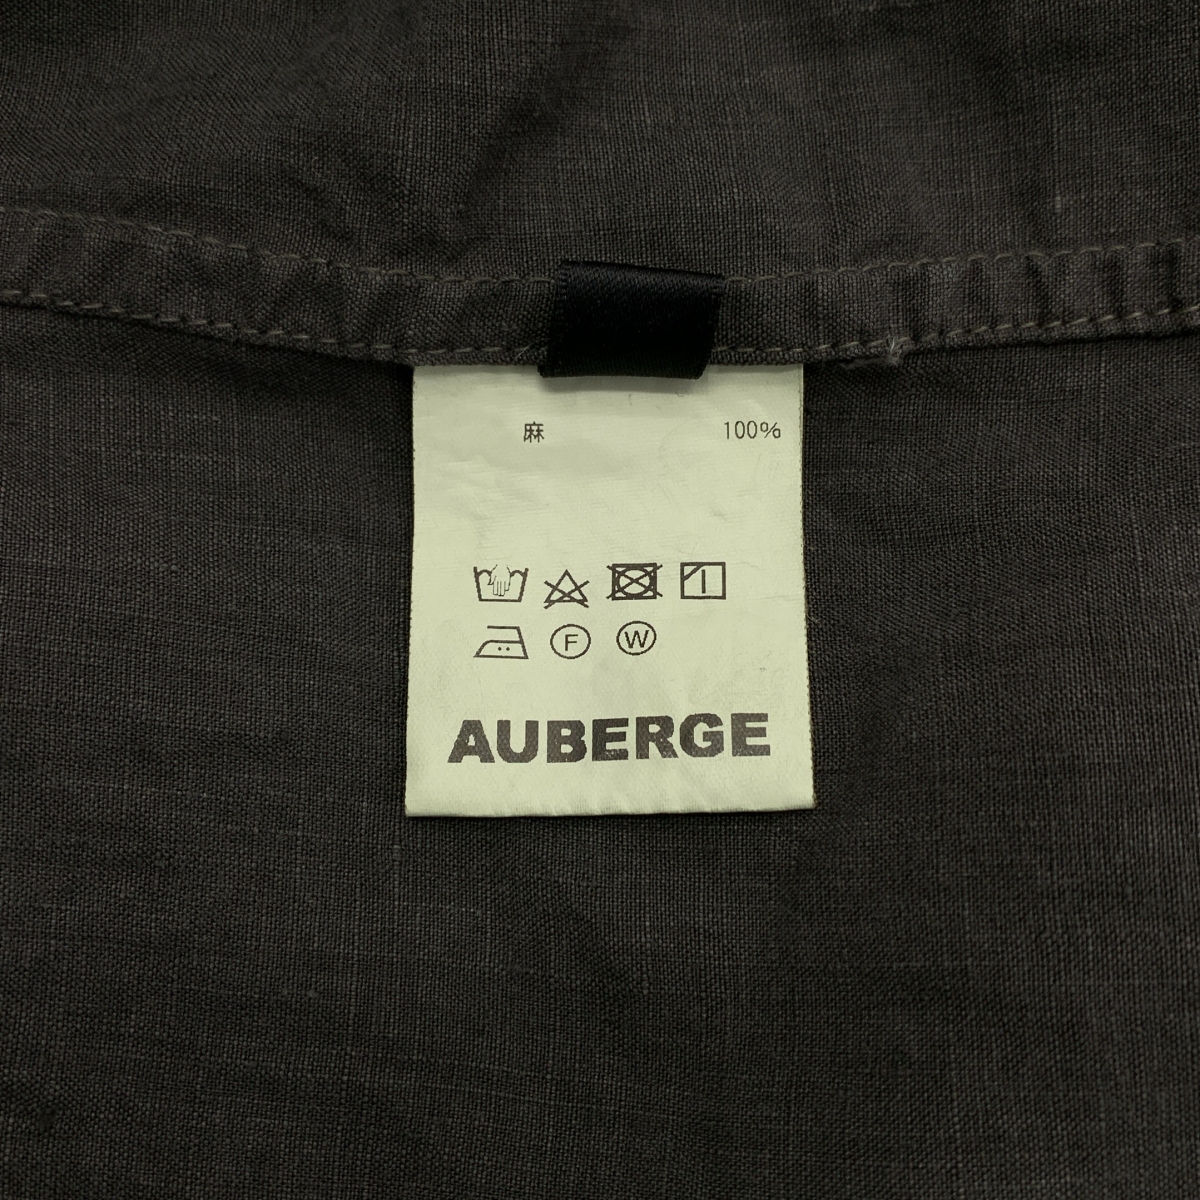 麻 100%
F W
AUBERGE